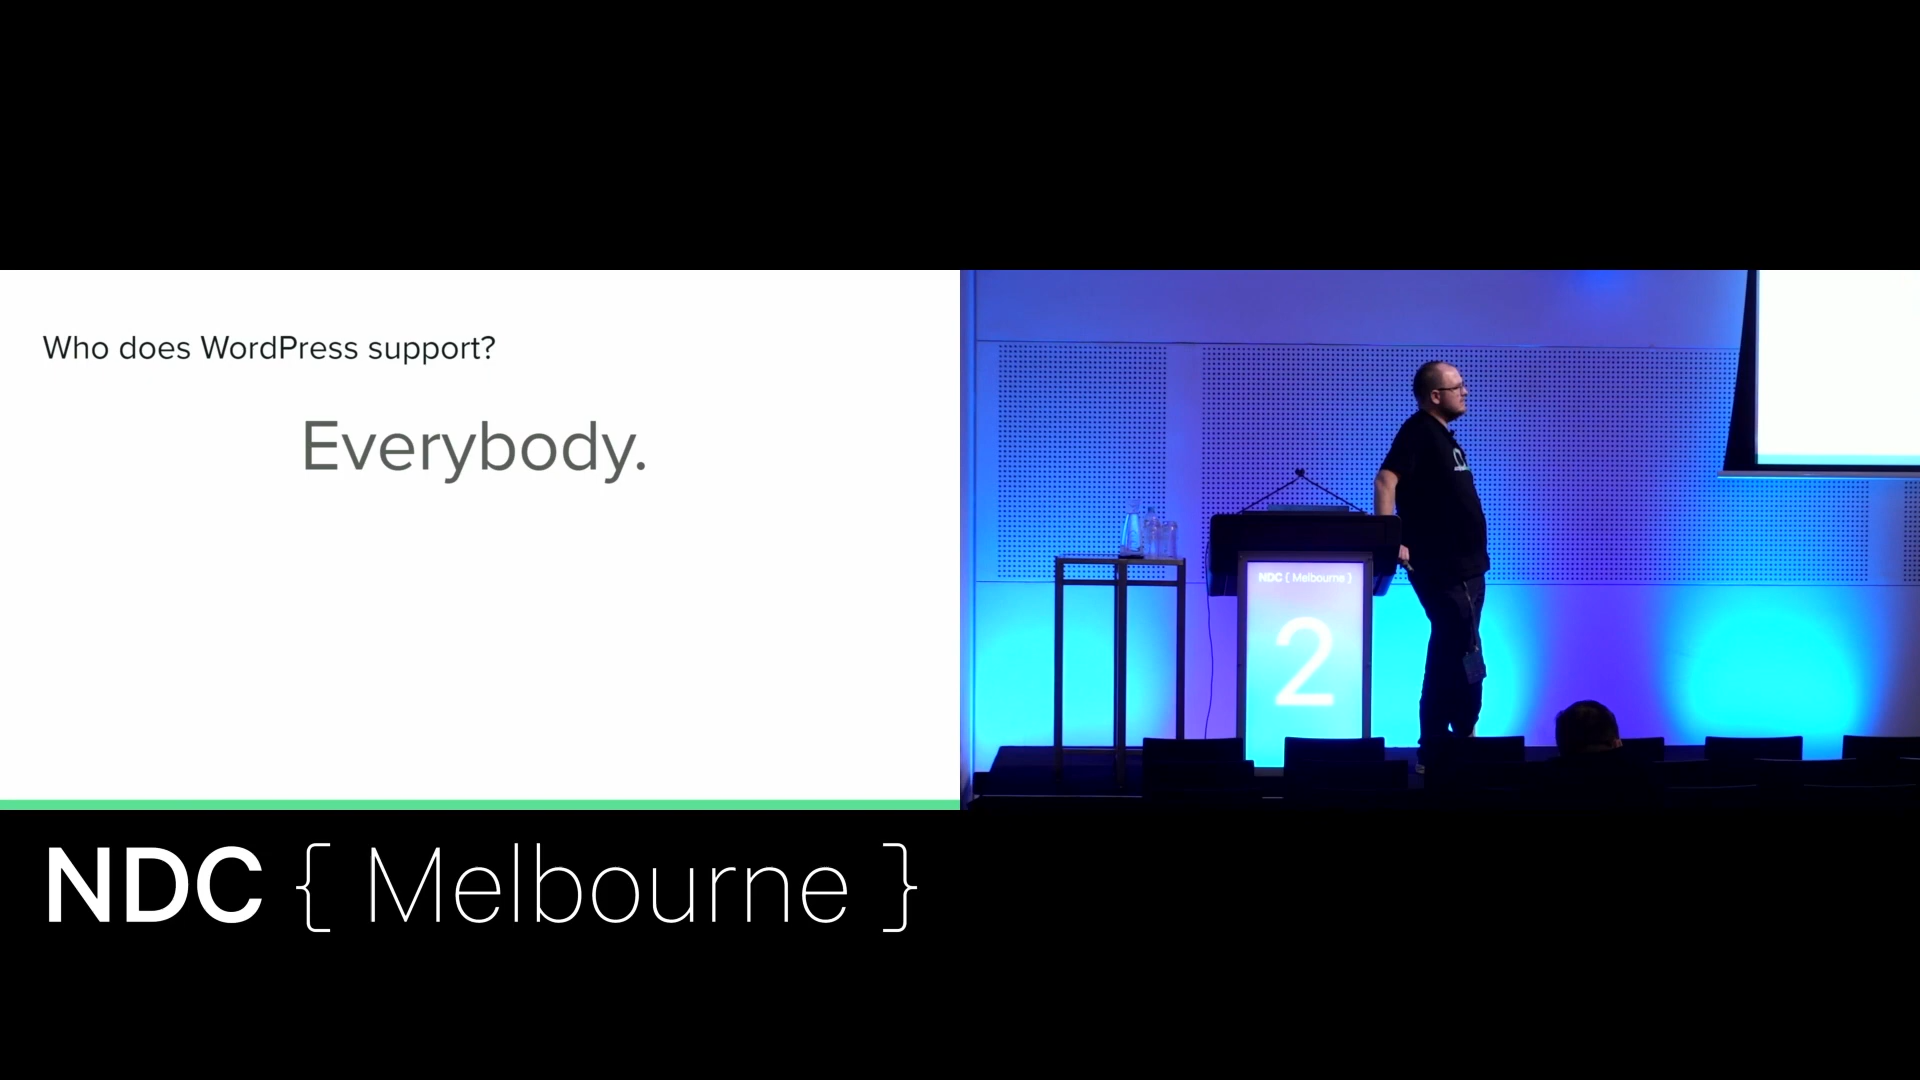 Who does WordPress support?
Everybody.
NDC { Melbourne }
2
NDC { Melbourne }